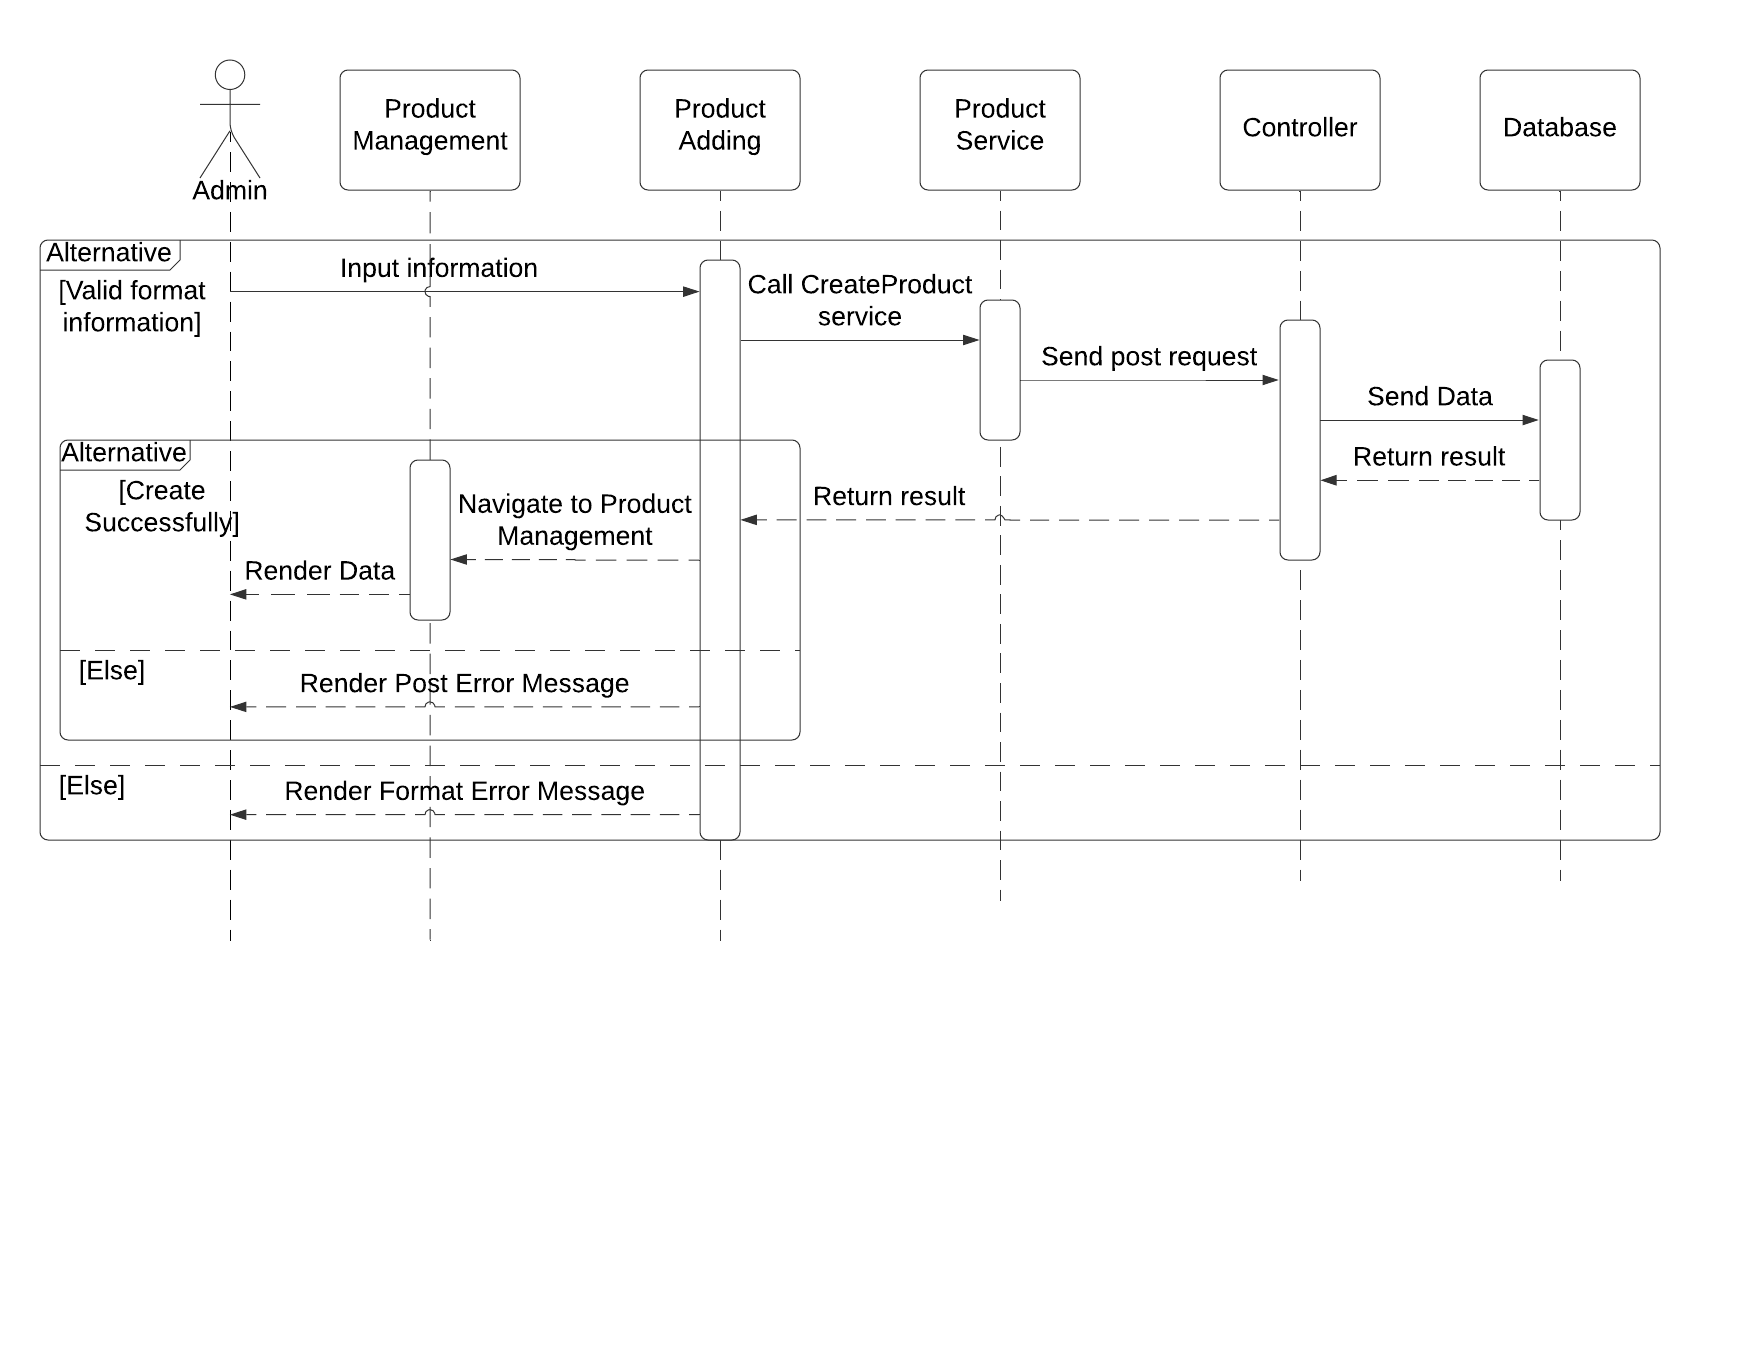 Product
Management
Product
Adding
Product
Service
Controller
Database
Admin
Alternative
[Valid format
information]
Input information
Call CreateProduct
service
Send post request
Send Data
Return result
Alternative
[Create
Successfully]
Return result
Navigate to Product
Management
Render Data
[Else]
Render Post Error Message
[Else]
Render Format Error Message